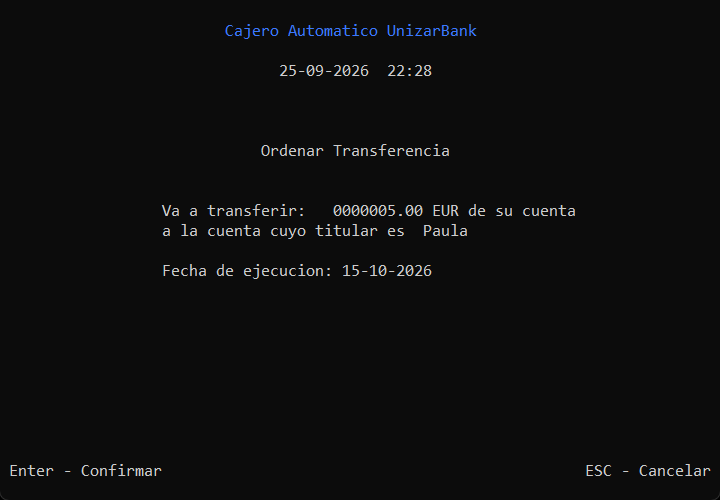 Cajero Automatico UnizarBank
25-09-2026  22:28
Ordenar Transferencia
Va a transferir:   0000005.00 EUR de su cuenta
a la cuenta cuyo titular es  Paula
Fecha de ejecucion: 15-10-2026
Enter - Confirmar
ESC - Cancelar